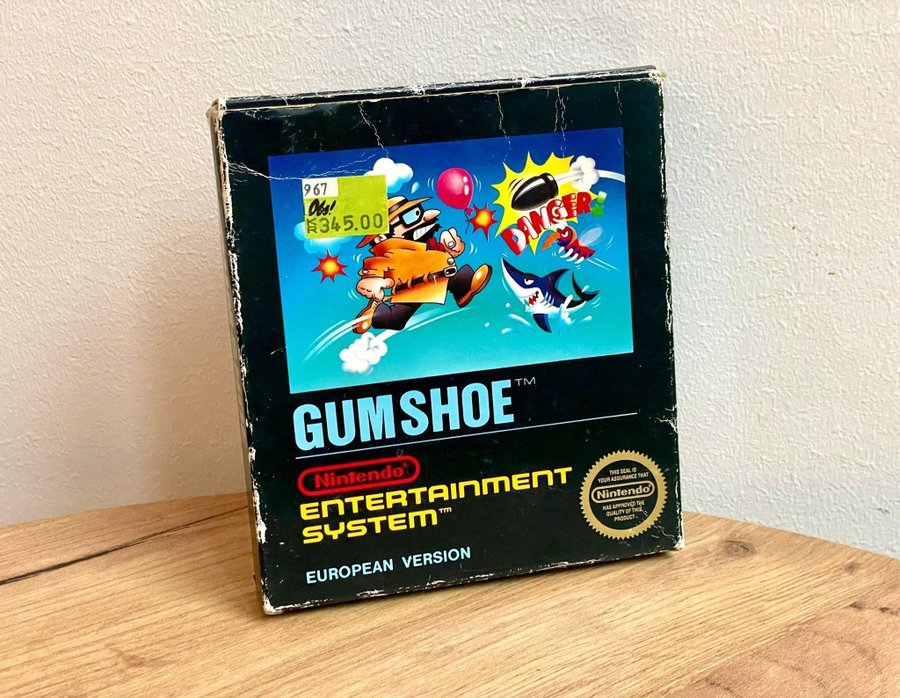 967
Obs!
345.00
DANGER
GUMSHOE™
Nintendo®
ENTERTAINMENT
SYSTEM™
EUROPEAN VERSION
THIS SEAL IS
YOUR ASSURANCE THAT
Nintendo
HAS APPROVED THE
QUALITY OF THIS
PRODUCT